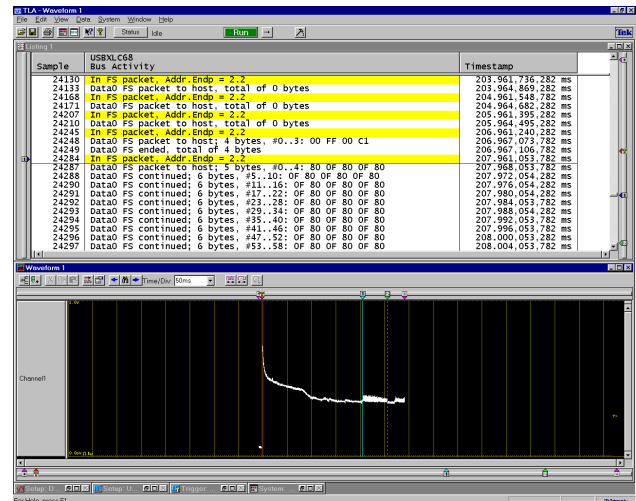 TLA - Waveform 1
File Edit View Data System Window Help
Status Idle Run Tek
Listing 1
USBXLC68
Sample Bus Activity Timestamp
24130 In FS packet, Addr.Endp = 2.2 203.961,736,282 ms
24133 Data0 FS packet to host, total of 0 bytes 203.964,869,282 ms
24168 In FS packet, Addr.Endp = 2.2 204.961,548,782 ms
24171 Data0 FS packet to host, total of 0 bytes 204.964,682,282 ms
24207 In FS packet, Addr.Endp = 2.2 205.961,395,282 ms
24210 Data0 FS packet to host, total of 0 bytes 205.964,495,282 ms
24245 In FS packet, Addr.Endp = 2.2 206.961,240,282 ms
24248 Data0 FS packet to host; 4 bytes, #0..3: 00 FF 00 C1 206.967,073,782 ms
24249 Data0 FS ended, total of 4 bytes 206.967,106,782 ms
24284 In FS packet, Addr.Endp = 2.2 207.961,053,782 ms
24287 Data0 FS packet to host; 5 bytes, #0..4: 80 0F 80 0F 80 207.968,053,782 ms
24288 Data0 FS continued; 6 bytes, #5..10: 0F 80 0F 80 0F 80 207.972,054,282 ms
24290 Data0 FS continued; 6 bytes, #11..16: 0F 80 0F 80 0F 80 207.976,054,282 ms
24291 Data0 FS continued; 6 bytes, #17..22: 0F 80 0F 80 0F 80 207.980,054,282 ms
24292 Data0 FS continued; 6 bytes, #23..28: 0F 80 0F 80 0F 80 207.984,053,782 ms
24293 Data0 FS continued; 6 bytes, #29..34: 0F 80 0F 80 0F 80 207.988,054,282 ms
24294 Data0 FS continued; 6 bytes, #35..40: 0F 80 0F 80 0F 80 207.992,053,782 ms
24295 Data0 FS continued; 6 bytes, #41..46: 0F 80 0F 80 0F 80 207.996,053,782 ms
24296 Data0 FS continued; 6 bytes, #47..52: 0F 80 0F 80 0F 80 208.000,053,282 ms
24297 Data0 FS continued; 6 bytes, #53..58: 0F 80 0F 80 0F 80 208.004,053,282 ms
Waveform 1
Time/Div: 50ms
Channel1
Setup: D... Setup: U... Trigger System
For Help, press F1